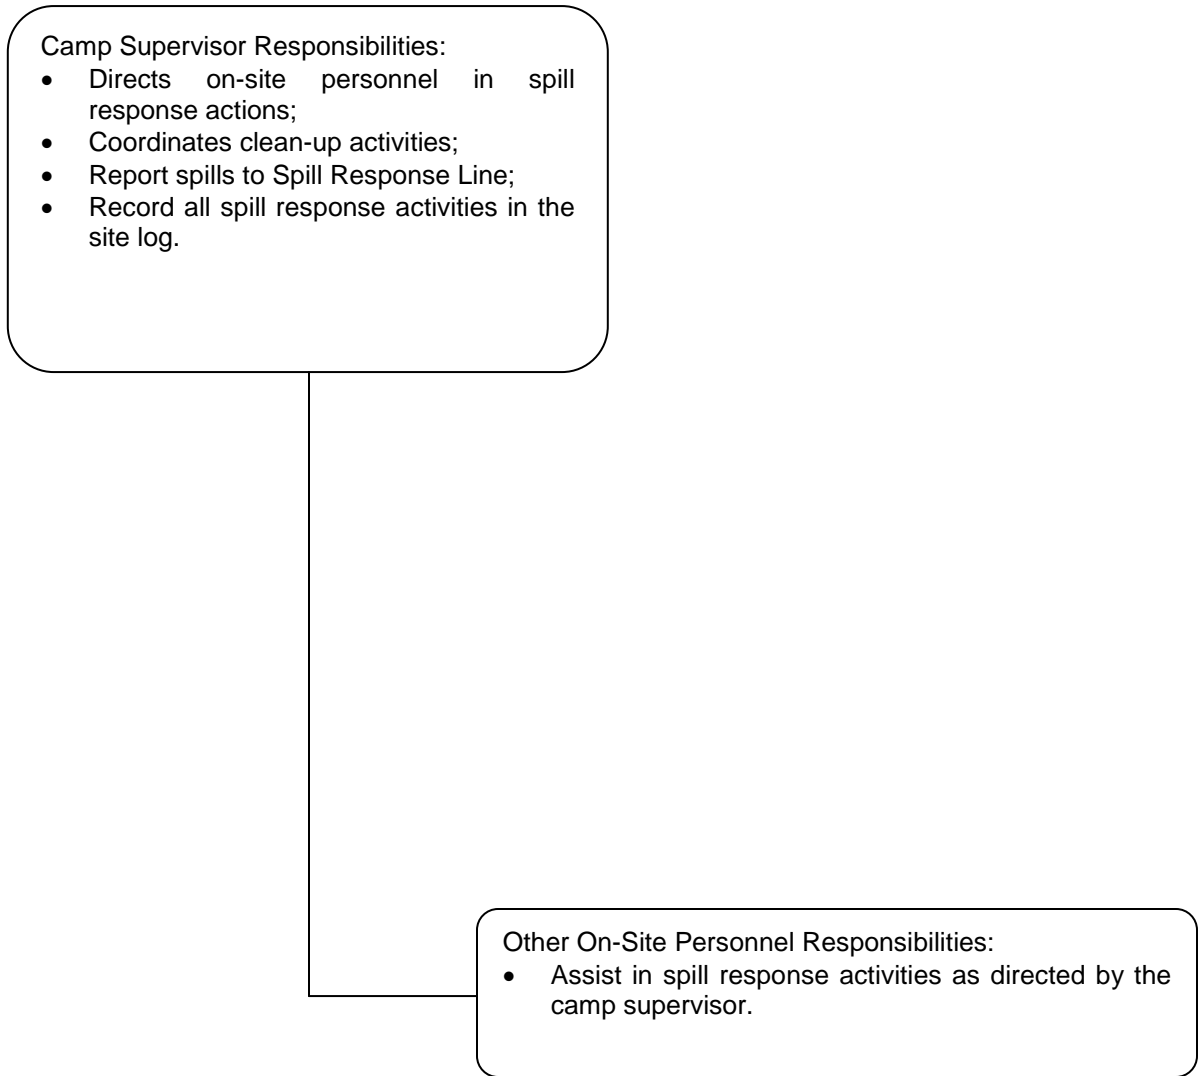 Camp Supervisor Responsibilities:
• Directs on-site personnel in spill
response actions;
• Coordinates clean-up activities;
• Report spills to Spill Response Line;
• Record all spill response activities in the
site log.
Other On-Site Personnel Responsibilities:
• Assist in spill response activities as directed by the
camp supervisor.